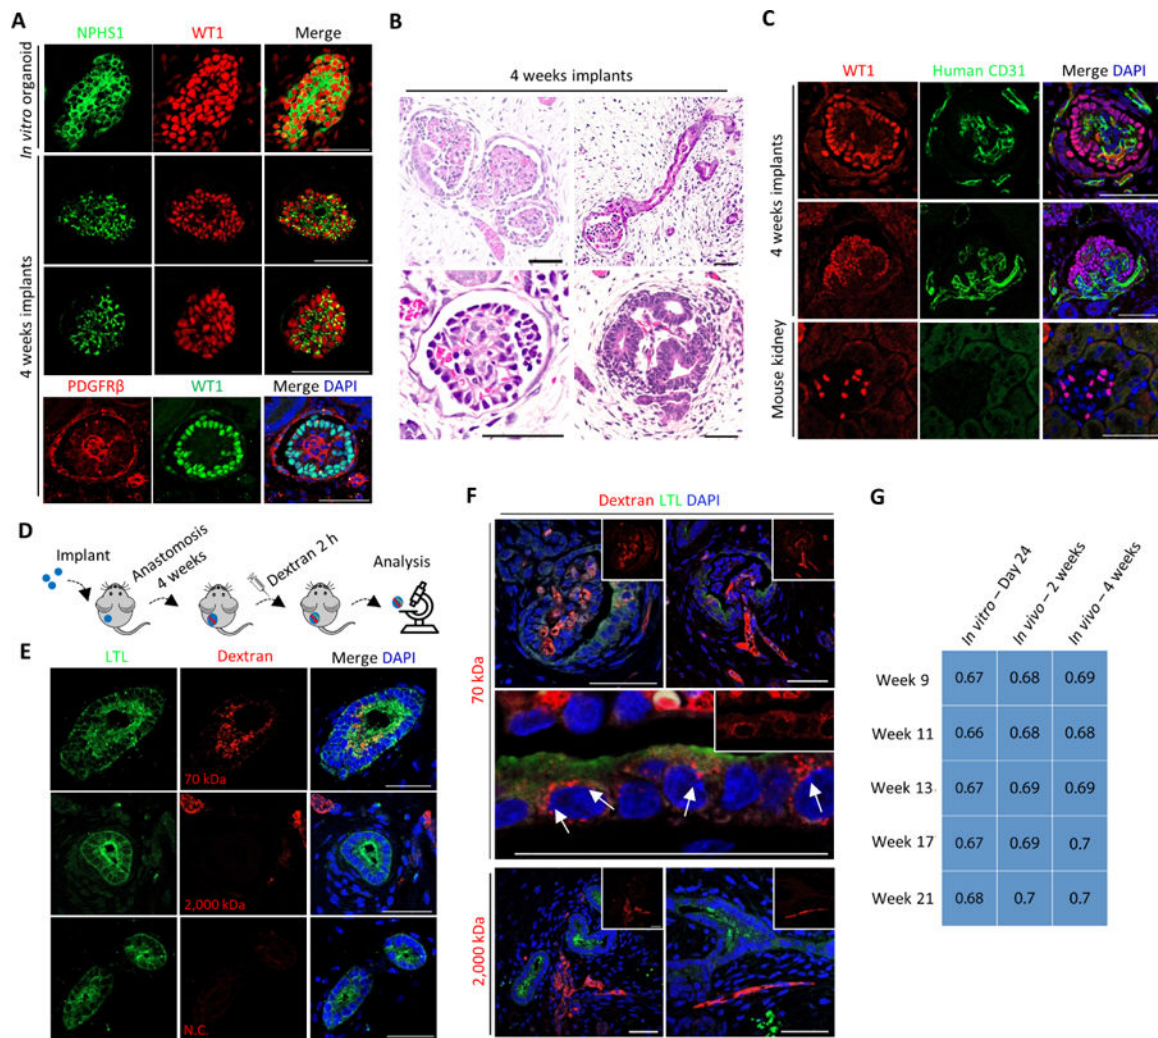 A
NPHS1 WT1 Merge
In vitro organoid
4 weeks implants
PDGFRβ WT1 Merge DAPI
B
4 weeks implants
C
WT1 Human CD31 Merge DAPI
4 weeks implants
Mouse kidney
D
Implant
Anastomosis
4 weeks
Dextran 2 h
Analysis
E
LTL Dextran Merge DAPI
70 kDa
2,000 kDa
N.C.
F
Dextran LTL DAPI
70 kDa
2,000 kDa
G
In vitro – Day 24
In vivo – 2 weeks
In vivo – 4 weeks
Week 9 0.67 0.68 0.69
Week 11 0.66 0.68 0.68
Week 13 0.67 0.69 0.69
Week 17 0.67 0.69 0.7
Week 21 0.68 0.7 0.7